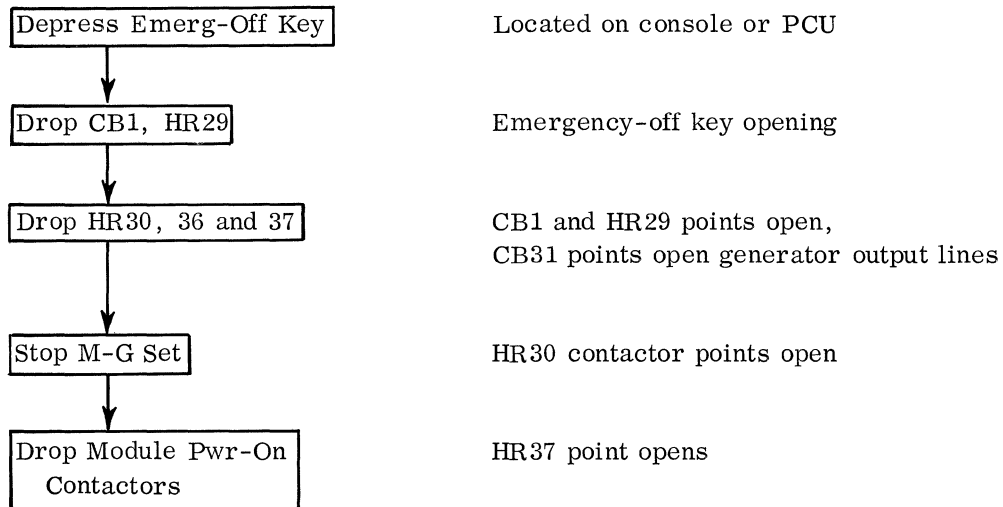 Depress Emerg-Off Key
Located on console or PCU
Drop CB1, HR29
Emergency-off key opening
Drop HR30, 36 and 37
CB1 and HR29 points open,
CB31 points open generator output lines
Stop M-G Set
HR30 contactor points open
Drop Module Pwr-On
Contactors
HR37 point opens